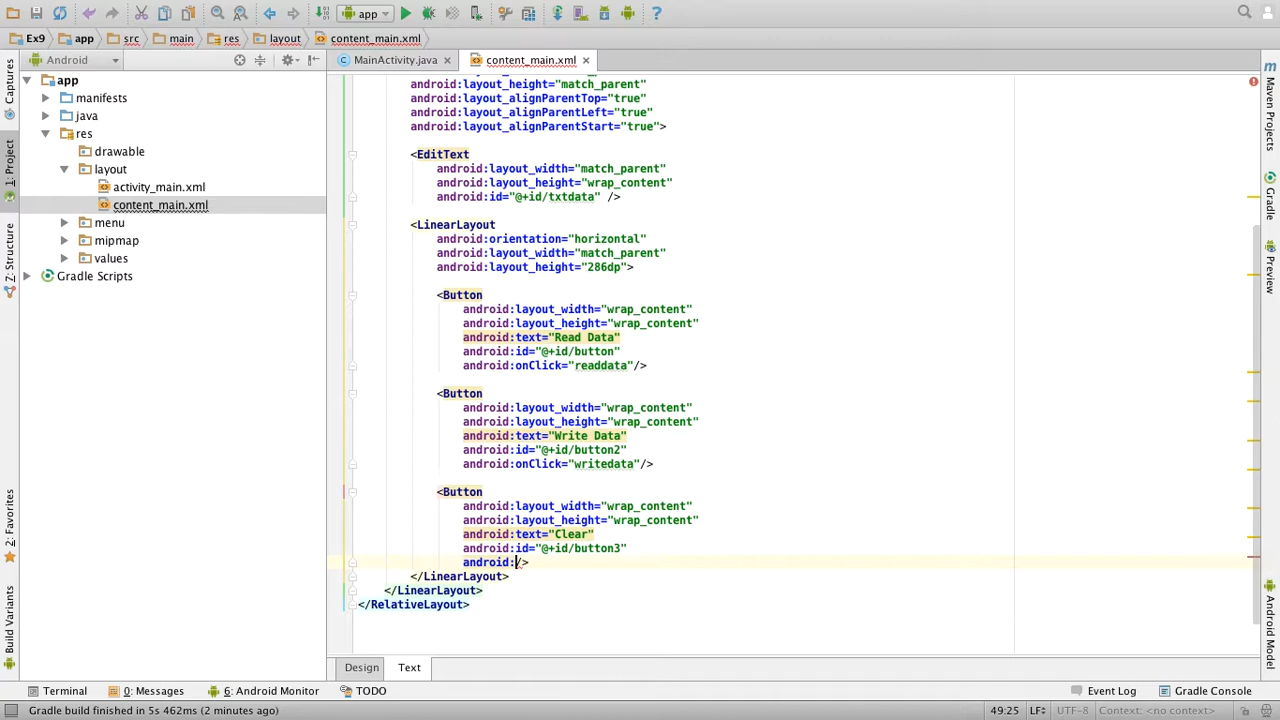 app
Ex9 app src main res layout content_main.xml
Android
MainActivity.java content_main.xml
app
manifests
java
res
drawable
layout
activity_main.xml
content_main.xml
menu
mipmap
values
Gradle Scripts
Captures
1: Project
7: Structure
2: Favorites
Build Variants
android:layout_height="match_parent"
android:layout_alignParentTop="true"
android:layout_alignParentLeft="true"
android:layout_alignParentStart="true">
<EditText
android:layout_width="match_parent"
android:layout_height="wrap_content"
android:id="@+id/txtdata" />
<LinearLayout
android:orientation="horizontal"
android:layout_width="match_parent"
android:layout_height="286dp">
<Button
android:layout_width="wrap_content"
android:layout_height="wrap_content"
android:text="Read Data"
android:id="@+id/button"
android:onClick="readdata"/>
<Button
android:layout_width="wrap_content"
android:layout_height="wrap_content"
android:text="Write Data"
android:id="@+id/button2"
android:onClick="writedata"/>
<Button
android:layout_width="wrap_content"
android:layout_height="wrap_content"
android:text="Clear"
android:id="@+id/button3"
android:/>
</LinearLayout>
</LinearLayout>
</RelativeLayout>
Maven Projects
Gradle
Preview
Android Model
Design Text
Terminal 0: Messages 6: Android Monitor TODO Event Log Gradle Console
Gradle build finished in 5s 462ms (2 minutes ago) 49:25 LF UTF-8 Context: <no context>